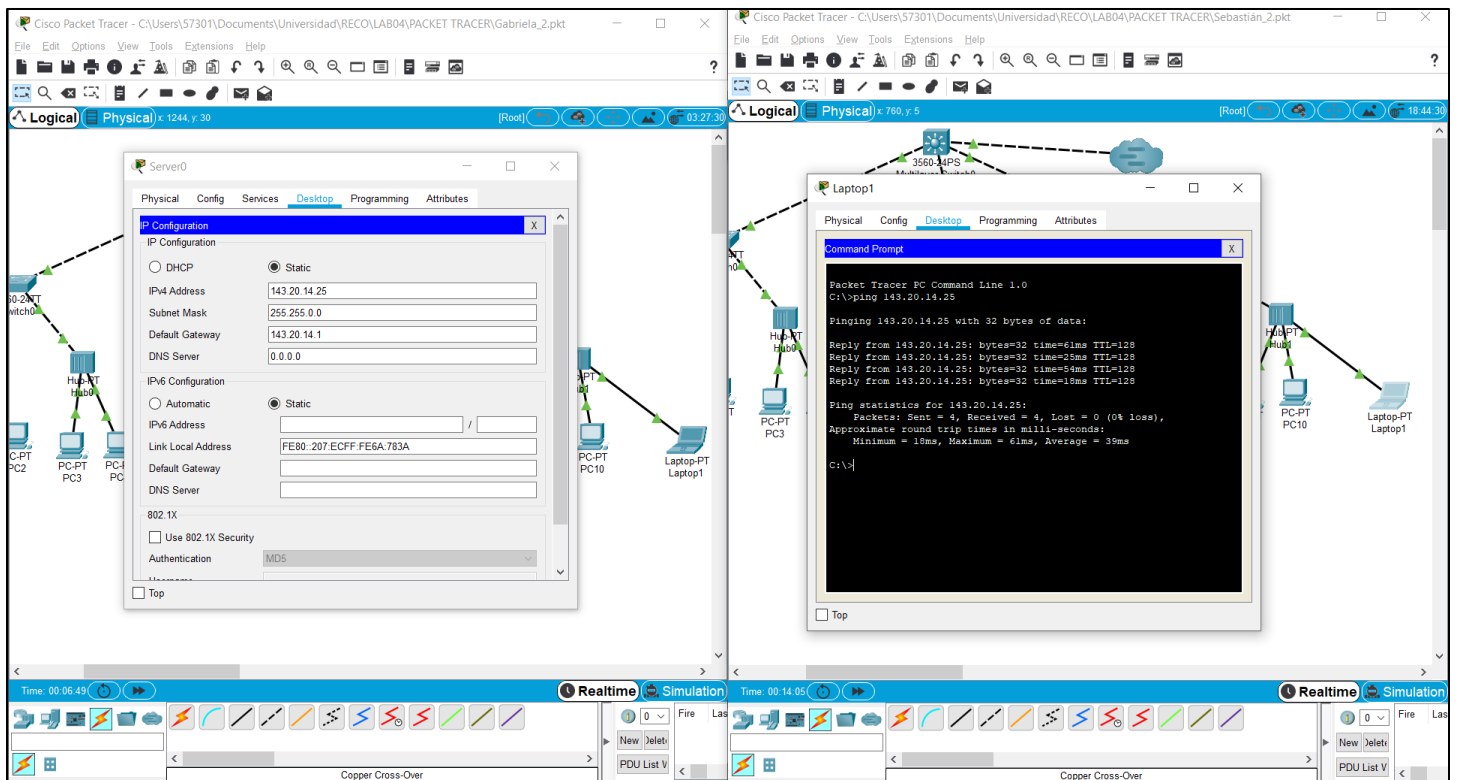 Cisco Packet Tracer - C:\Users\57301\Documents\Universidad\RECO\LAB04\PACKET TRACER\Gabriela_2.pkt
File Edit Options View Tools Extensions Help
?
Logical Physical x: 1244, y: 30 [Root] 03:27:30
Server0
Physical Config Services Desktop Programming Attributes
IP Configuration X
IP Configuration
DHCP Static
IPv4 Address 143.20.14.25
Subnet Mask 255.255.0.0
Default Gateway 143.20.14.1
DNS Server 0.0.0.0
IPv6 Configuration
Automatic Static
IPv6 Address /
Link Local Address FE80::207:ECFF:FE6A:783A
Default Gateway
DNS Server
802.1X
Use 802.1X Security
Authentication MD5
Top
Hub-PT
Hub0
PC2
PC-PT
PC3
PC-PT
PC10
Laptop-PT
Laptop1
Time: 00:06:49 Realtime Simulation
0 Fire Las
New
PDU List
Copper Cross-Over
Cisco Packet Tracer - C:\Users\57301\Documents\Universidad\RECO\LAB04\PACKET TRACER\Sebastián_2.pkt
File Edit Options View Tools Extensions Help
?
Logical Physical x: 760, y: 5 [Root] 18:44:30
3560-24PS
Multilayer Switch0
Laptop1
Physical Config Desktop Programming Attributes
Command Prompt X
Packet Tracer PC Command Line 1.0
C:\>ping 143.20.14.25
Pinging 143.20.14.25 with 32 bytes of data:
Reply from 143.20.14.25: bytes=32 time=61ms TTL=128
Reply from 143.20.14.25: bytes=32 time=25ms TTL=128
Reply from 143.20.14.25: bytes=32 time=54ms TTL=128
Reply from 143.20.14.25: bytes=32 time=18ms TTL=128
Ping statistics for 143.20.14.25:
Packets: Sent = 4, Received = 4, Lost = 0 (0% loss),
Approximate round trip times in milli-seconds:
Minimum = 18ms, Maximum = 61ms, Average = 39ms
C:\>
Top
Hub-PT
Hub0
PC-PT
PC3
Hub-PT
Hub1
PC-PT
PC10
Laptop-PT
Laptop1
Time: 00:14:05 Realtime Simulation
0 Fire Las
New
PDU List
Copper Cross-Over